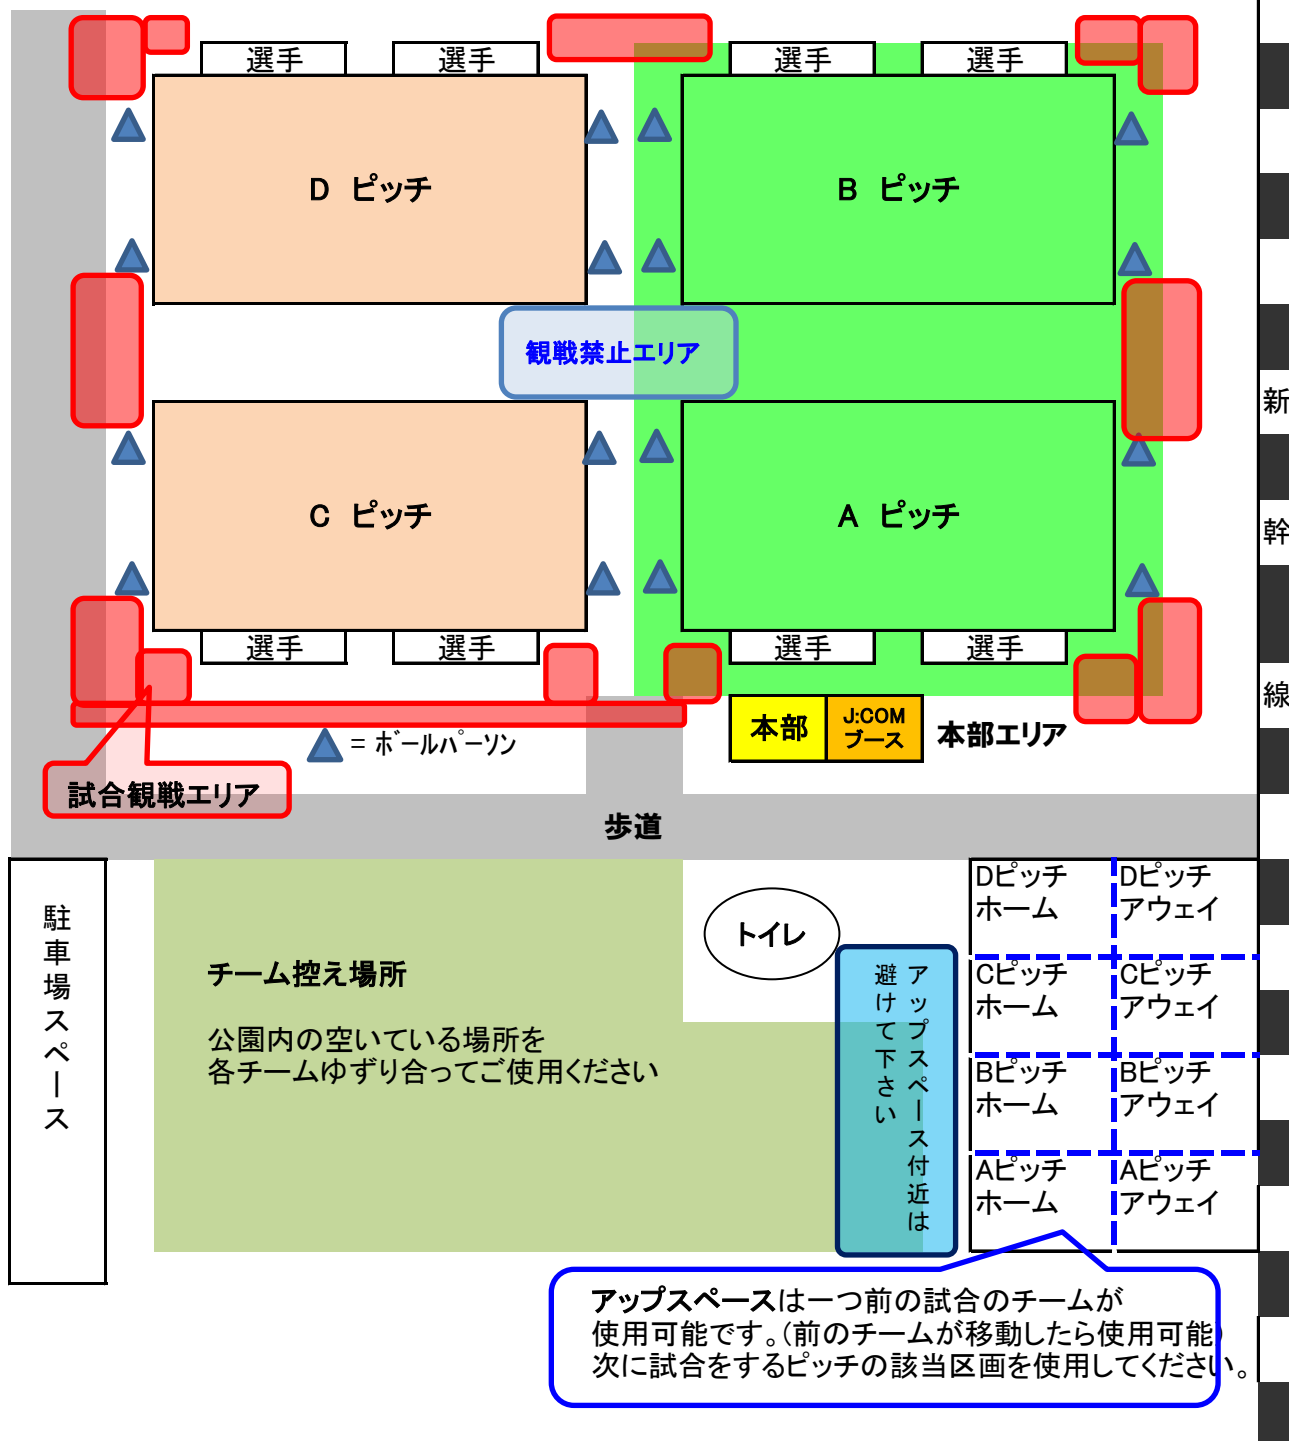 選手
選手
選手
選手
D ピッチ
B ピッチ
観戦禁止エリア
新
幹
線
C ピッチ
A ピッチ
選手
選手
選手
選手
= ボールパーソン
本部
J:COM
ブース
本部エリア
試合観戦エリア
歩道
駐車場スペース
チーム控え場所
公園内の空いている場所を
各チームゆずり合ってご使用ください
トイレ
アップスペース付近は
避けて下さい
Dピッチ
ホーム
Dピッチ
アウェイ
Cピッチ
ホーム
Cピッチ
アウェイ
Bピッチ
ホーム
Bピッチ
アウェイ
Aピッチ
ホーム
Aピッチ
アウェイ
アップスペースは一つ前の試合のチームが
使用可能です。(前のチームが移動したら使用可能)
次に試合をするピッチの該当区画を使用してください。